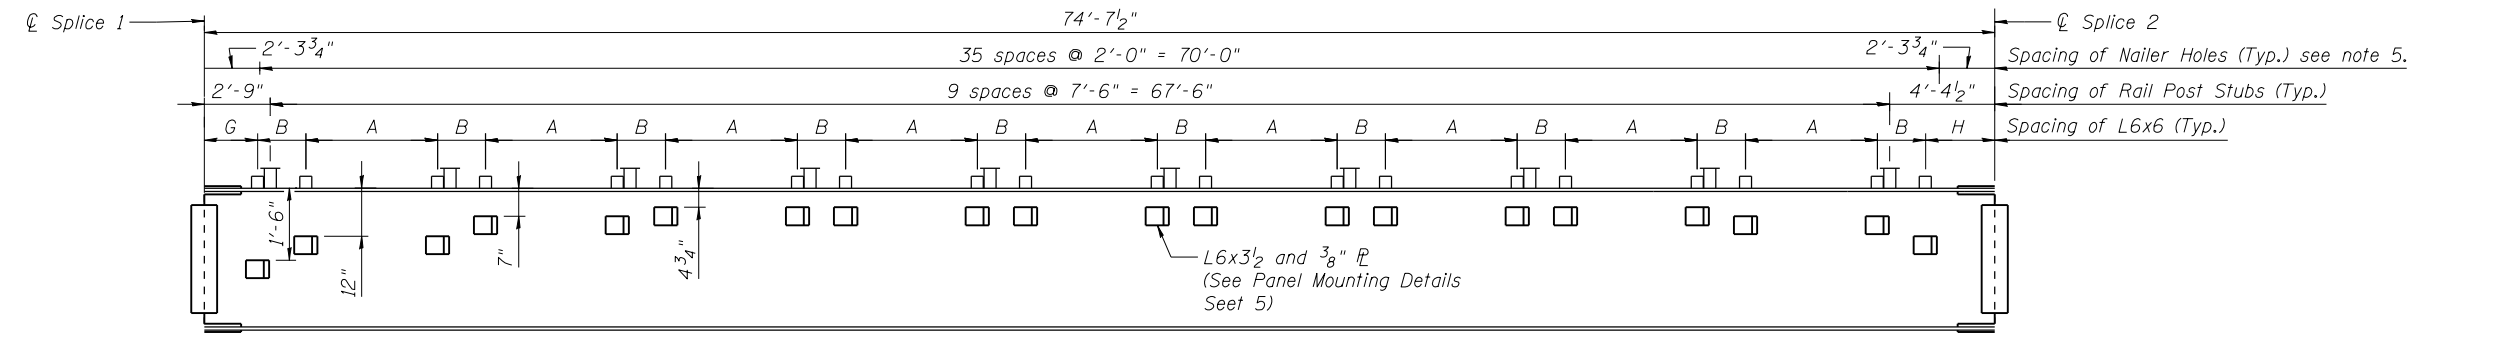 ℄ Splice 1
74'-7½"
℄ Splice 2
2'-3¾"
35 spaces @ 2'-0" = 70'-0"
2'-3¾"
Spacing of Nailer Holes (Typ.) see note 5.
2'-9"
9 spaces @ 7'-6" = 67'-6"
4'-4½"
Spacing of Rail Post Stubs (Typ.)
G B A B A B A B A B A B A B A B A B A B H
Spacing of L6x6 (Typ.)
1'-6"
12"
7"
4¾"
L6x3½ and ⅜" ℄
(See Panel Mounting Details
Seet 5)